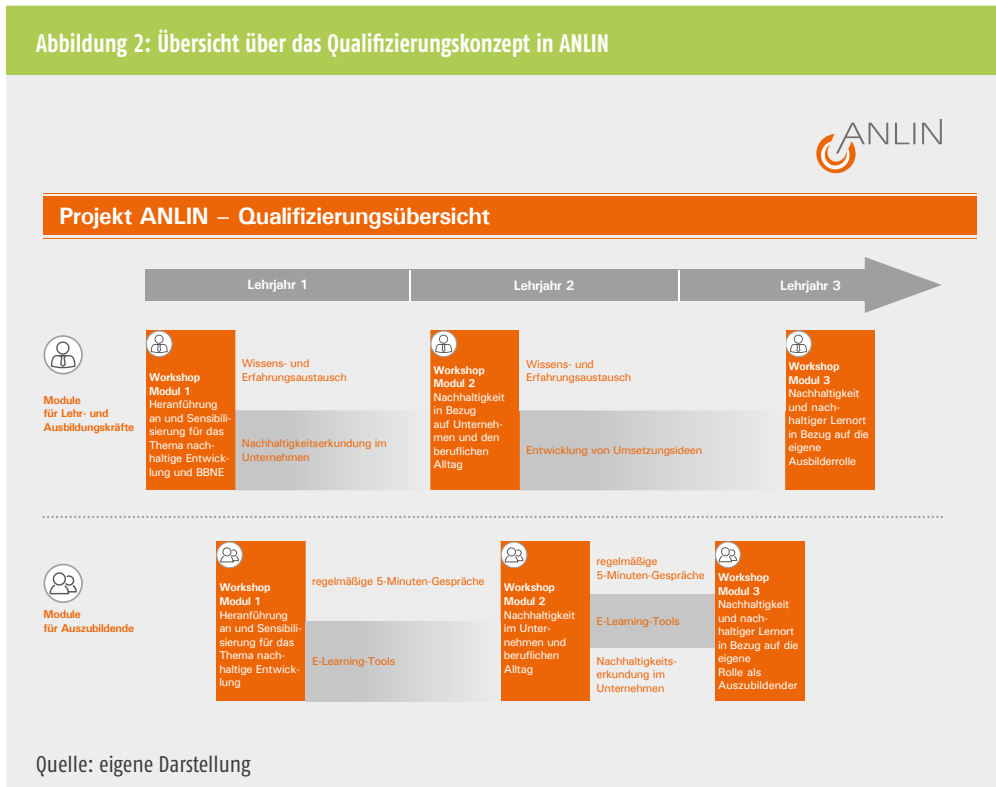 Abbildung 2: Übersicht über das Qualifizierungskonzept in ANLIN
ANLIN
Projekt ANLIN – Qualifizierungsübersicht
Lehrjahr 1
Lehrjahr 2
Lehrjahr 3
Module
für Lehr- und
Ausbildungskräfte
Workshop
Modul 1
Heranführung
an und Sensibili-
sierung für das
Thema nach-
haltige Entwick-
lung und BBNE
Wissens- und
Erfahrungsaustausch
Nachhaltigkeitserkundung im
Unternehmen
Workshop
Modul 2
Nachhaltigkeit
in Bezug
auf Unterneh-
men und den
beruflichen
Alltag
Wissens- und
Erfahrungsaustausch
Entwicklung von Umsetzungsideen
Workshop
Modul 3
Nachhaltigkeit
und nach-
haltiger Lernort
in Bezug auf die
eigene
Ausbilderrolle
Module
für Auszubildende
Workshop
Modul 1
Heranführung
an und Sensibili-
sierung für das
Thema nach-
haltige Entwick-
lung
regelmäßige 5-Minuten-Gespräche
E-Learning-Tools
Workshop
Modul 2
Nachhaltigkeit
im Unter-
nehmen und
beruflichen
Alltag
regelmäßige
5-Minuten-Gespräche
E-Learning-Tools
Nachhaltigkeits-
erkundung im
Unternehmen
Workshop
Modul 3
Nachhaltigkeit
und nach-
haltiger Lernort
in Bezug auf die
eigene
Rolle als
Auszubildender
Quelle: eigene Darstellung